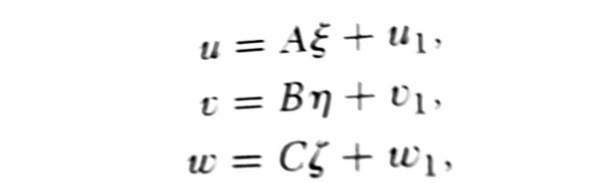 u = Aξ + u₁,
v = Bη + v₁,
w = Cζ + w₁,